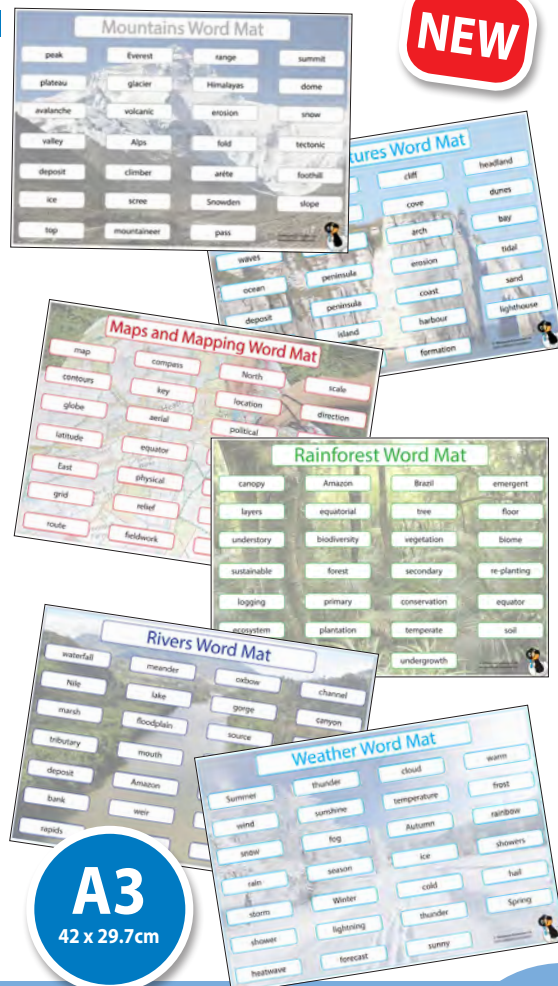 NEW
Mountains Word Mat
peak Everest range summit
plateau glacier Himalayas dome
avalanche volcanic erosion snow
valley Alps fold tectonic
deposit climber arête foothill
ice scree Snowden slope
top mountaineer pass
tures Word Mat
cliff headland
cove dunes
arch bay
waves peninsula erosion tidal
ocean peninsula coast sand
deposit island harbour lighthouse
formation
Maps and Mapping Word Mat
map compass North scale
contours key location direction
globe aerial political
latitude equator
East physical
grid relief
route fieldwork
Rainforest Word Mat
canopy Amazon Brazil emergent
layers equatorial tree floor
understory biodiversity vegetation biome
sustainable forest secondary re-planting
logging primary conservation equator
ecosystem plantation temperate soil
undergrowth
Rivers Word Mat
waterfall meander oxbow channel
Nile lake gorge canyon
marsh floodplain source
tributary mouth
deposit Amazon
bank weir
rapids
Weather Word Mat
Summer thunder cloud warm
wind sunshine temperature frost
snow fog Autumn rainbow
rain season ice showers
storm Winter cold hail
shower lightning thunder Spring
heatwave forecast sunny
A3
42 x 29.7cm